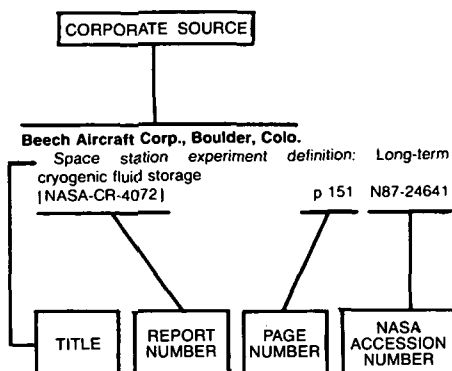 CORPORATE SOURCE
Beech Aircraft Corp., Boulder, Colo.
Space station experiment definition: Long-term
cryogenic fluid storage
[NASA-CR-4072] p 151 N87-24641
TITLE REPORT NUMBER PAGE NUMBER NASA ACCESSION NUMBER